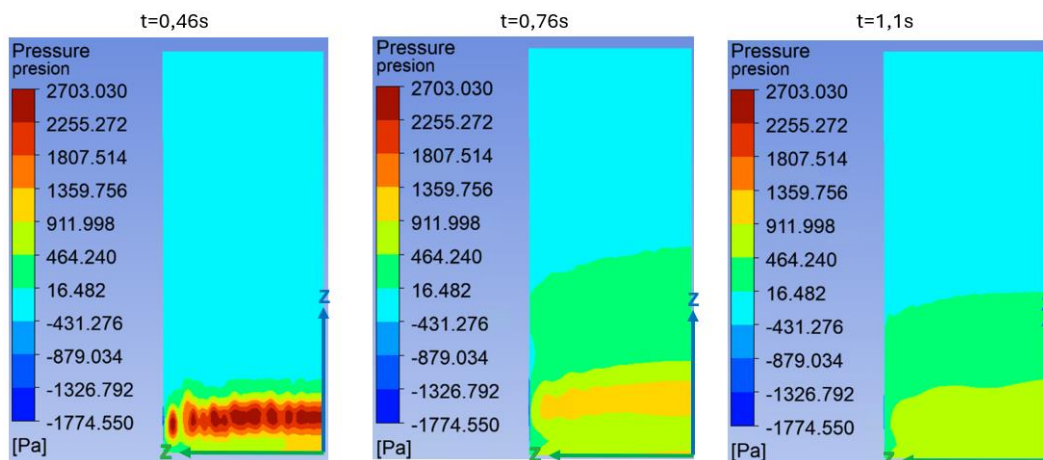 t=0,46s
Pressure
presion
2703.030
2255.272
1807.514
1359.756
911.998
464.240
16.482
-431.276
-879.034
-1326.792
-1774.550
[Pa]
Z
Z
t=0,76s
Pressure
presion
2703.030
2255.272
1807.514
1359.756
911.998
464.240
16.482
-431.276
-879.034
-1326.792
-1774.550
[Pa]
Z
Z
t=1,1s
Pressure
presion
2703.030
2255.272
1807.514
1359.756
911.998
464.240
16.482
-431.276
-879.034
-1326.792
-1774.550
[Pa]
Z